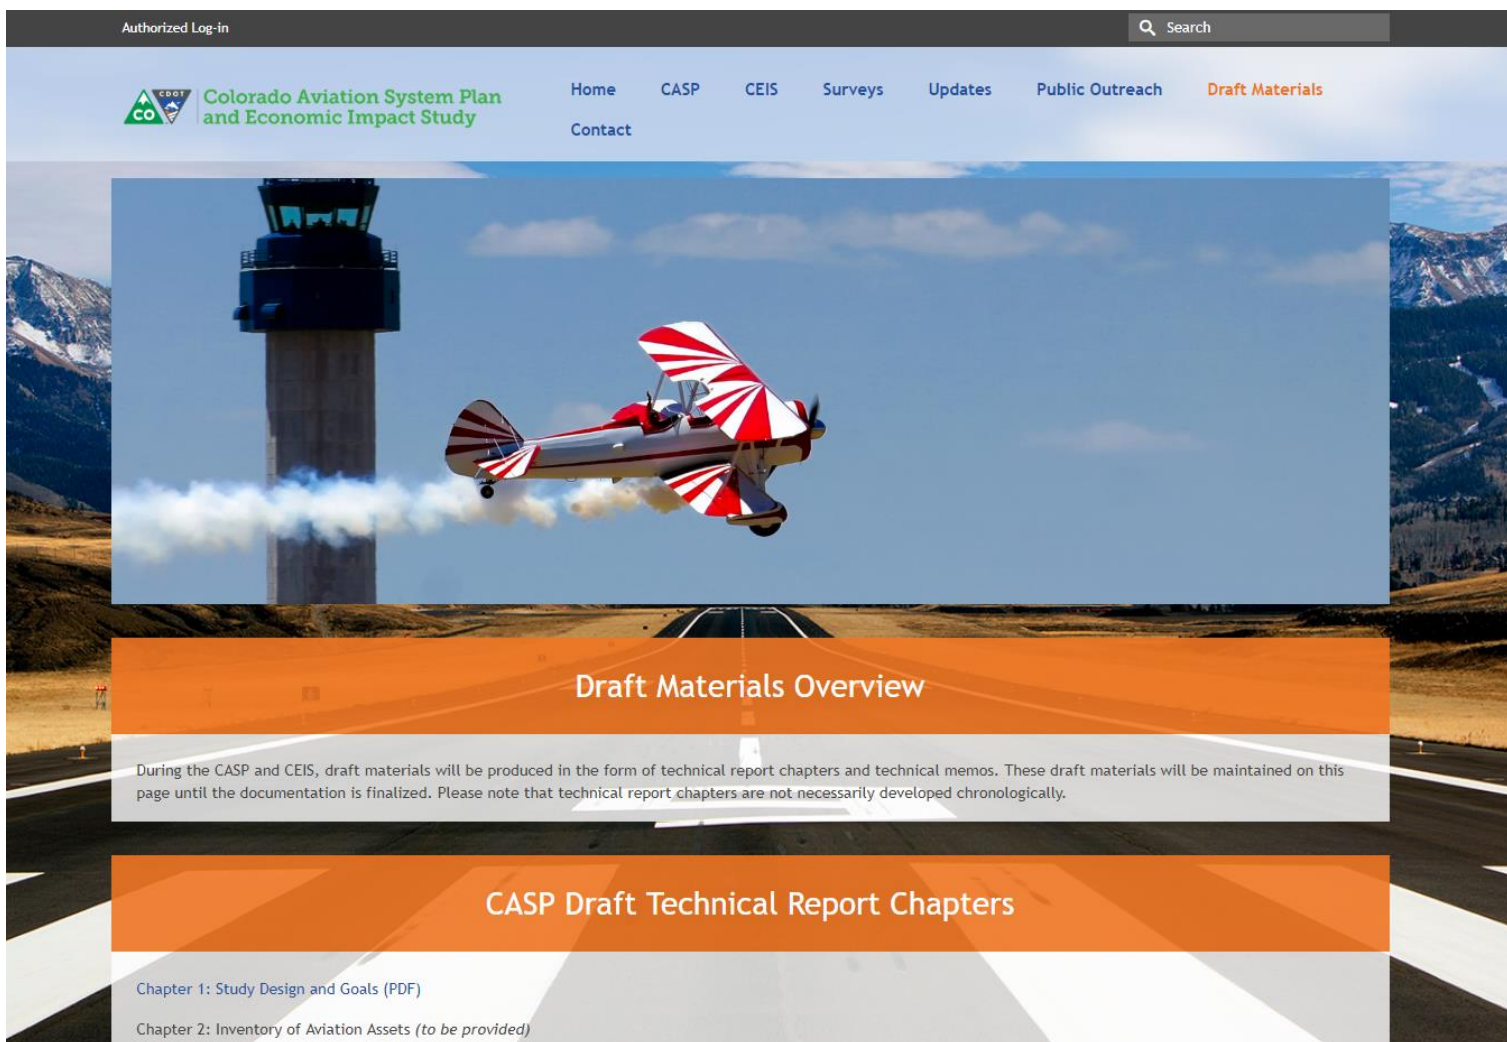 Authorized Log-in
Search
CDOT
CO
Colorado Aviation System Plan
and Economic Impact Study
Home CASP CEIS Surveys Updates Public Outreach Draft Materials
Contact
Draft Materials Overview
During the CASP and CEIS, draft materials will be produced in the form of technical report chapters and technical memos. These draft materials will be maintained on this
page until the documentation is finalized. Please note that technical report chapters are not necessarily developed chronologically.
CASP Draft Technical Report Chapters
Chapter 1: Study Design and Goals (PDF)
Chapter 2: Inventory of Aviation Assets (to be provided)